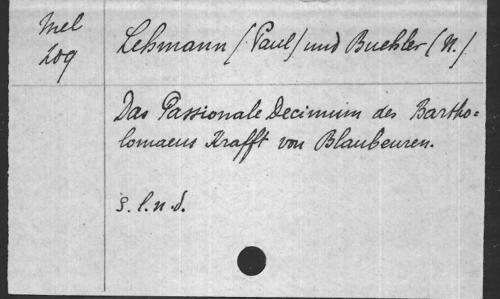 Mel
209
Lehmann (Paul) und Buehler (N.)
Das Passionale Decimum des Bartho-
lomaeus Krafft von Blaubeuren.
S. l. n. d.